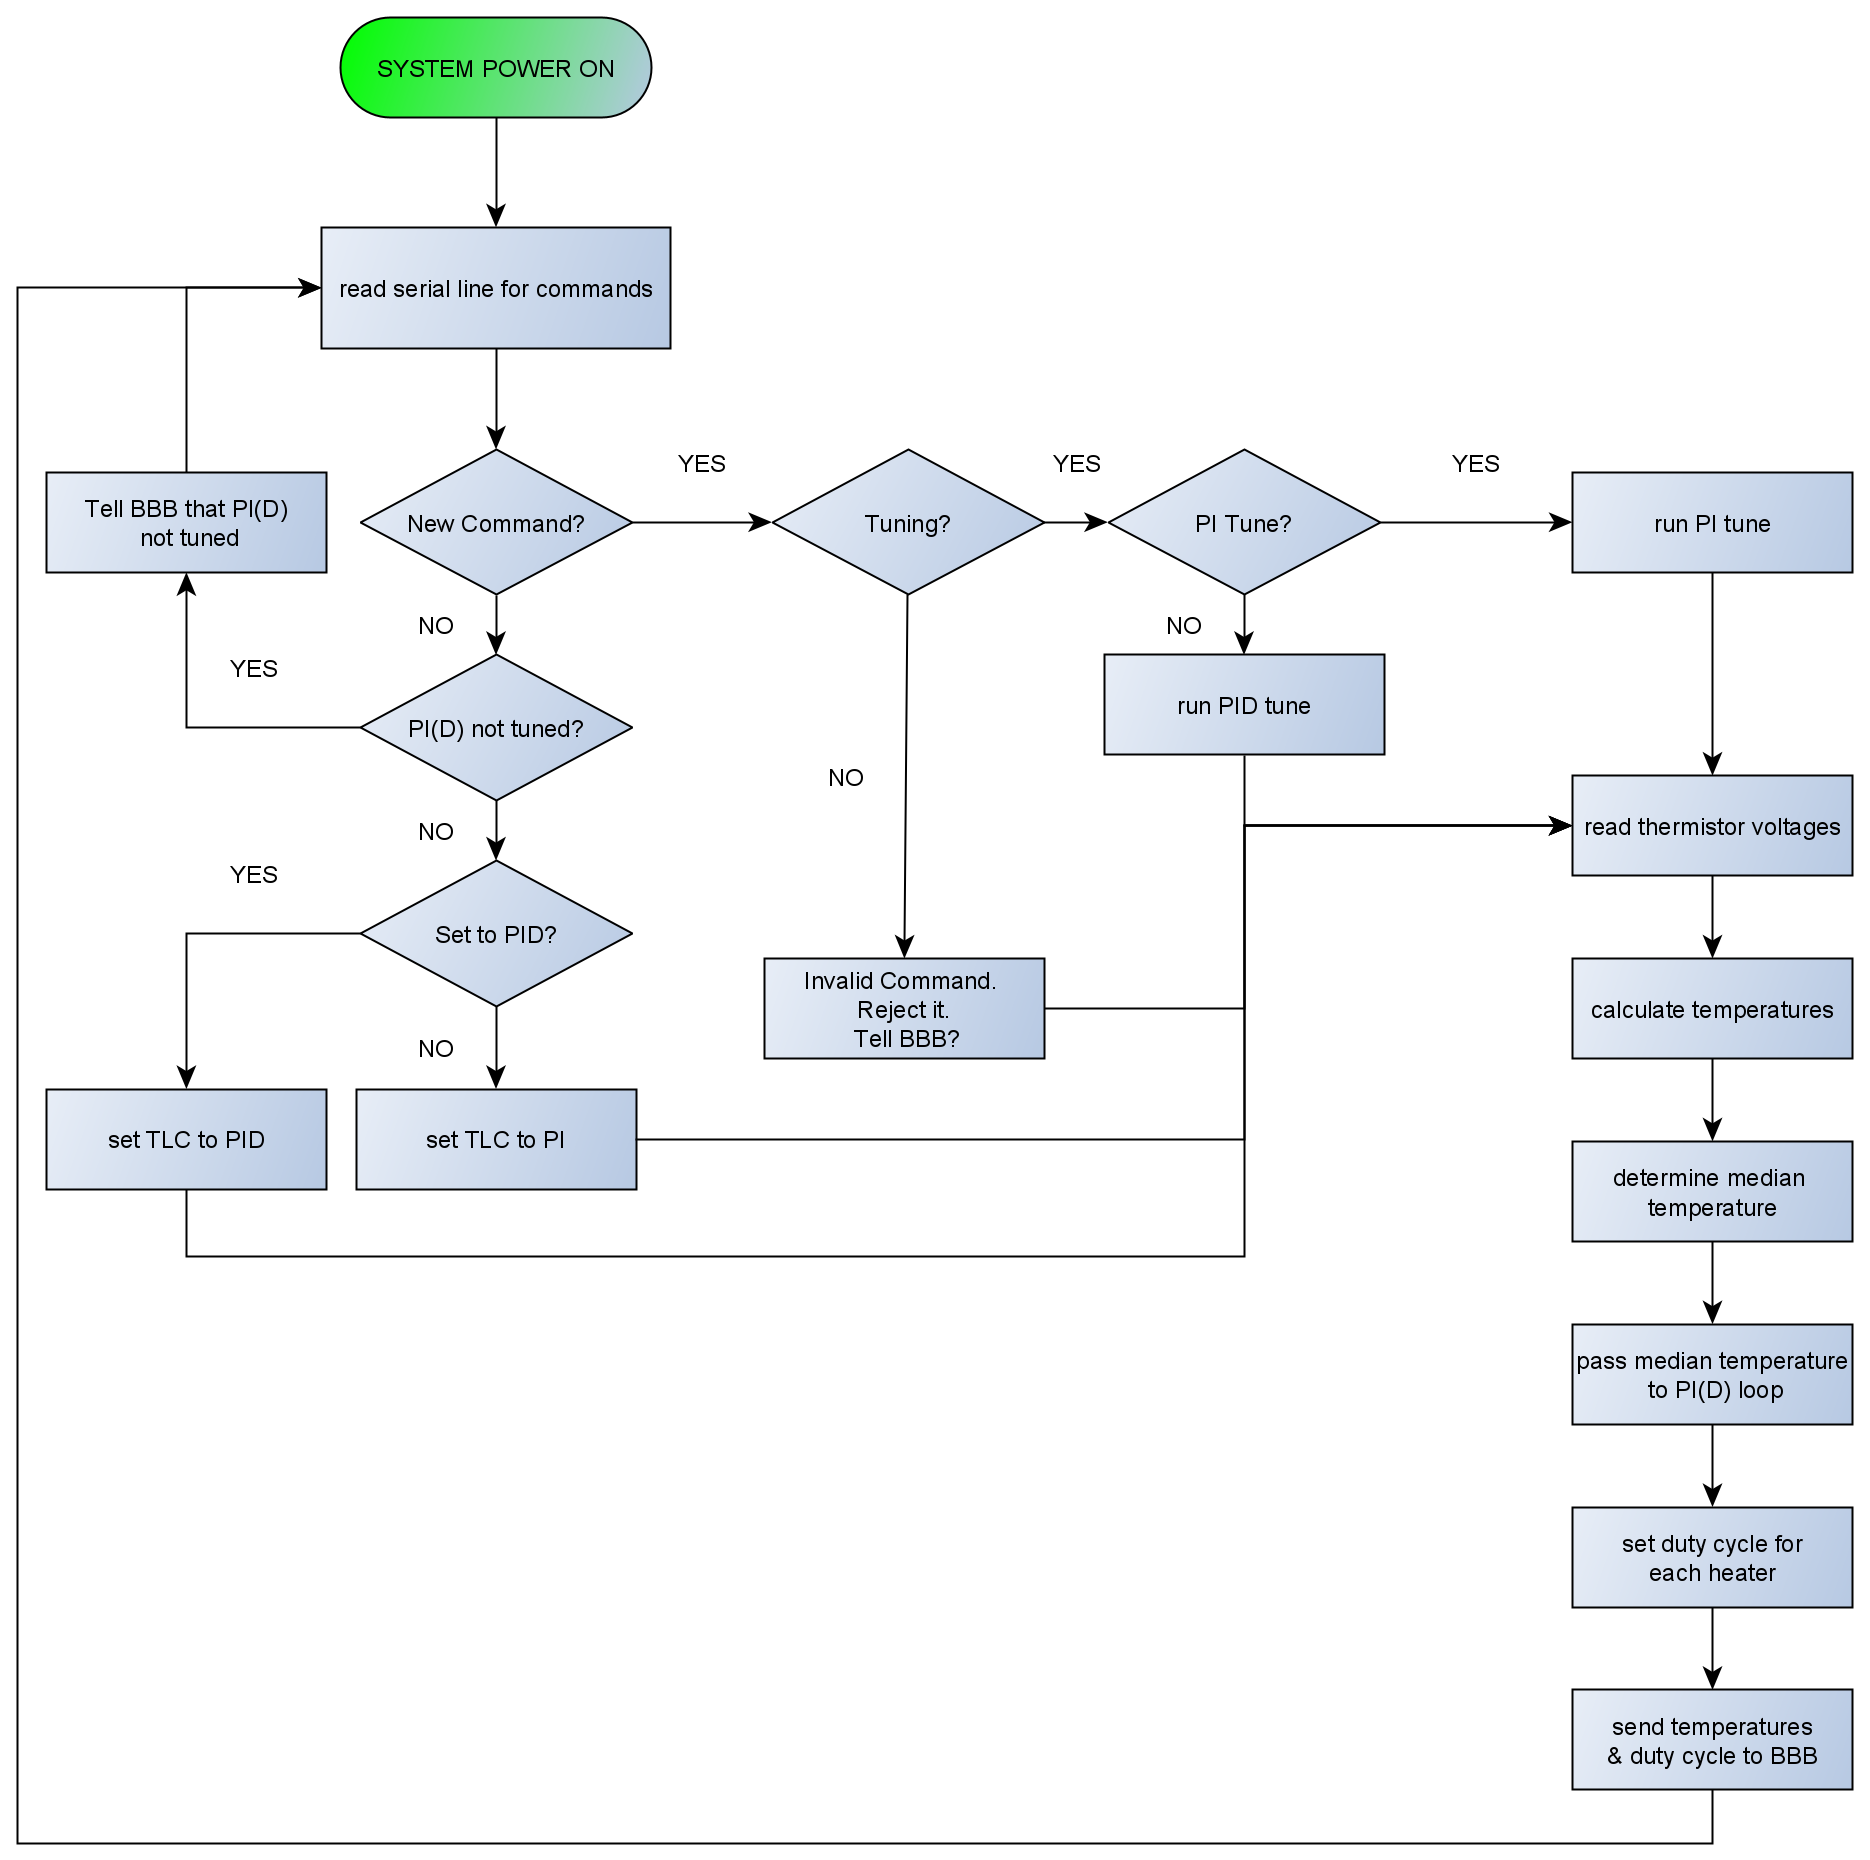 SYSTEM POWER ON
read serial line for commands
YES
YES
YES
Tell BBB that PI(D)
not tuned
New Command?
Tuning?
PI Tune?
run PI tune
NO
NO
YES
run PID tune
PI(D) not tuned?
NO
NO
read thermistor voltages
YES
Set to PID?
Invalid Command.
Reject it.
Tell BBB?
calculate temperatures
NO
set TLC to PID
set TLC to PI
determine median
temperature
pass median temperature
to PI(D) loop
set duty cycle for
each heater
send temperatures
& duty cycle to BBB